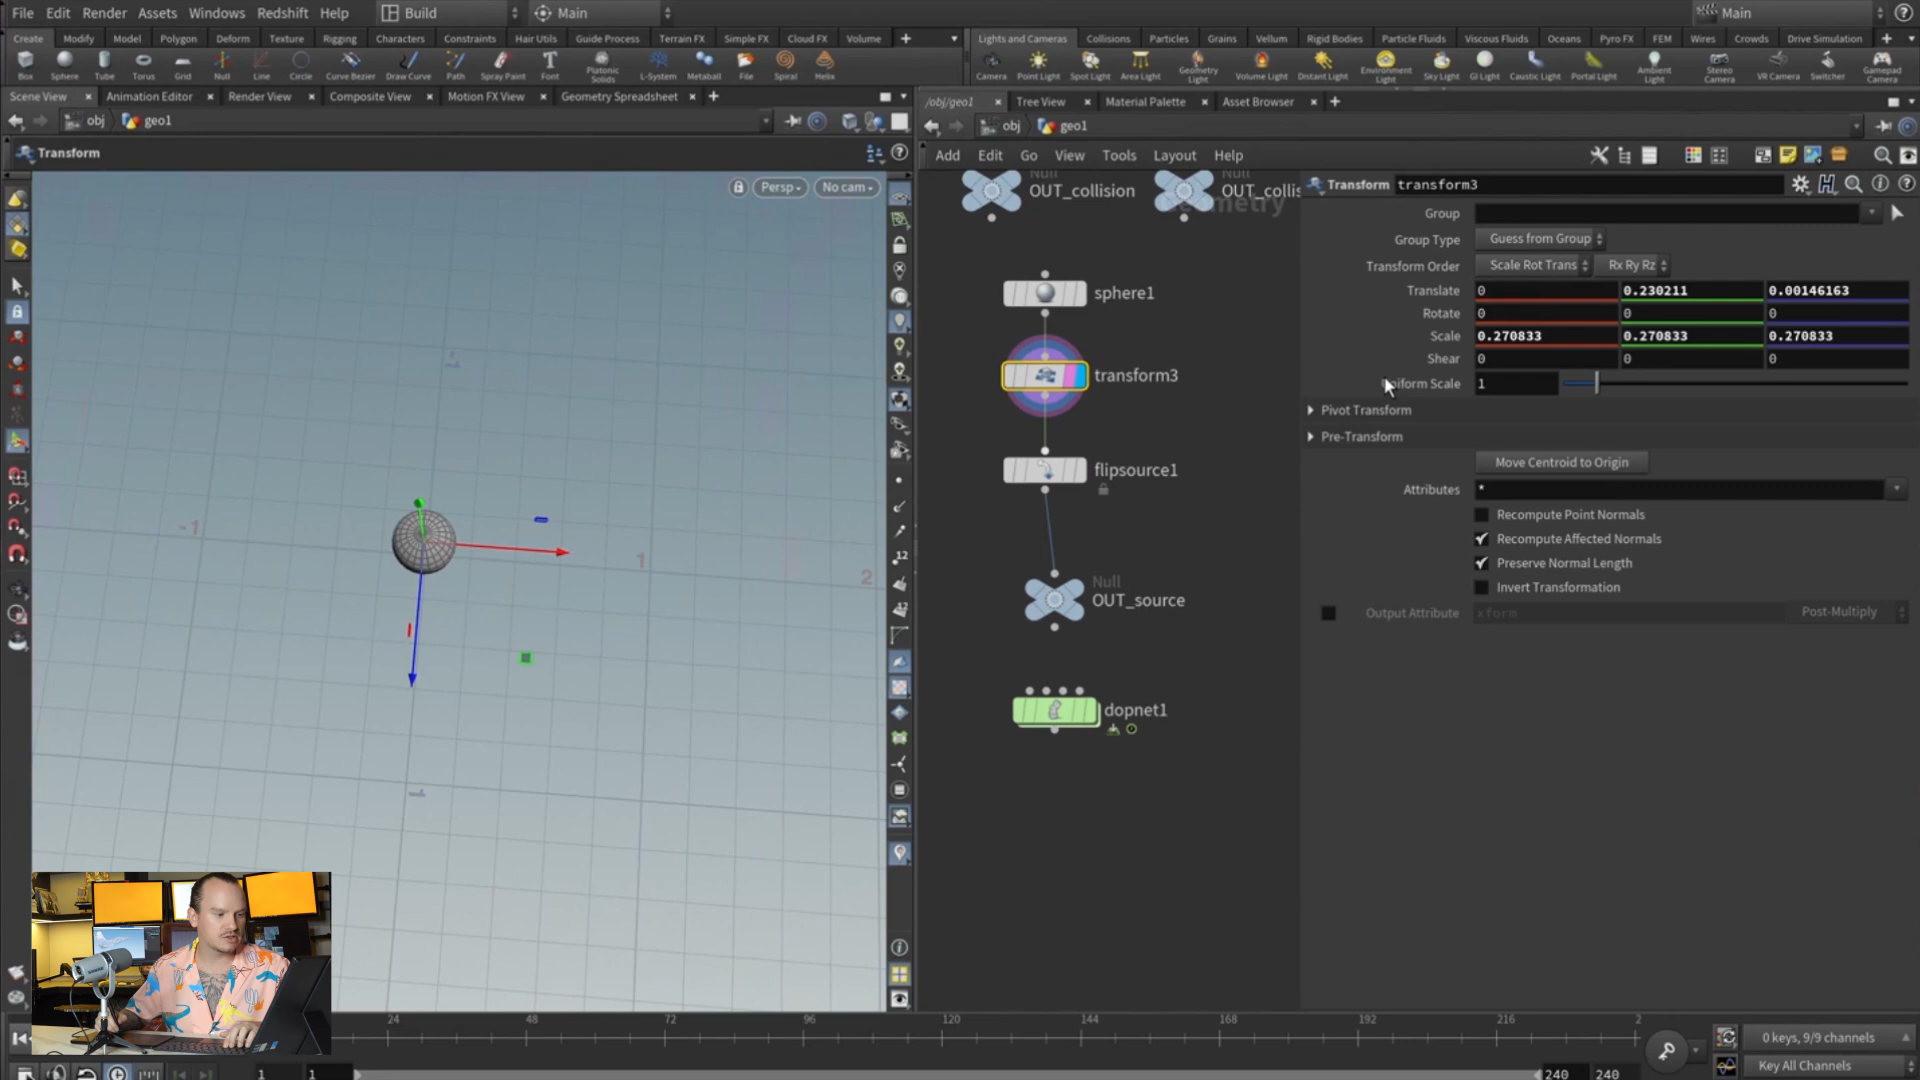 File Edit Render Assets Windows Redshift Help Build Main Main
Create Modify Model Polygon Deform Texture Rigging Characters Constraints Hair Utils Guide Process Terrain FX Simple FX Cloud FX Volume
Lights and Cameras Collisions Particles Grains Vellum Rigid Bodies Particle Fluids Viscous Fluids Oceans Pyro FX FEM Wires Crowds Drive Simulation
Box Sphere Tube Torus Grid Null Line Circle Curve Bezier Draw Curve Path Spray Paint Font Platonic Solids L-System Metaball File Spiral Helix
Camera Point Light Spot Light Area Light Geometry Light Volume Light Distant Light Environment Light Sky Light GI Light Caustic Light Portal Light Ambient Light Stereo Camera VR Camera Switcher Gamepad Camera
Scene View Animation Editor Render View Composite View Motion FX View Geometry Spreadsheet
/obj/geo1 Tree View Material Palette Asset Browser
obj geo1
obj geo1
Transform
Add Edit Go View Tools Layout Help
Persp No cam
Null
OUT_collision
Null
OUT_collis
Transform transform3
Group
Group Type Guess from Group
Transform Order Scale Rot Trans Rx Ry Rz
Translate 0 0.230211 0.00146163
Rotate 0 0 0
Scale 0.270833 0.270833 0.270833
Shear 0 0 0
Uniform Scale 1
Pivot Transform
Pre-Transform
Move Centroid to Origin
Attributes *
Recompute Point Normals
Recompute Affected Normals
Preserve Normal Length
Invert Transformation
Output Attribute xform Post-Multiply
sphere1
transform3
flipsource1
Null
OUT_source
dopnet1
-1 1 2
12
12
24 48 72 96 120 144 168 192 216 2
0 keys, 9/9 channels
1 1 240 240 Key All Channels